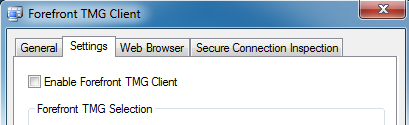 Forefront TMG Client
General Settings Web Browser Secure Connection Inspection
Enable Forefront TMG Client
Forefront TMG Selection